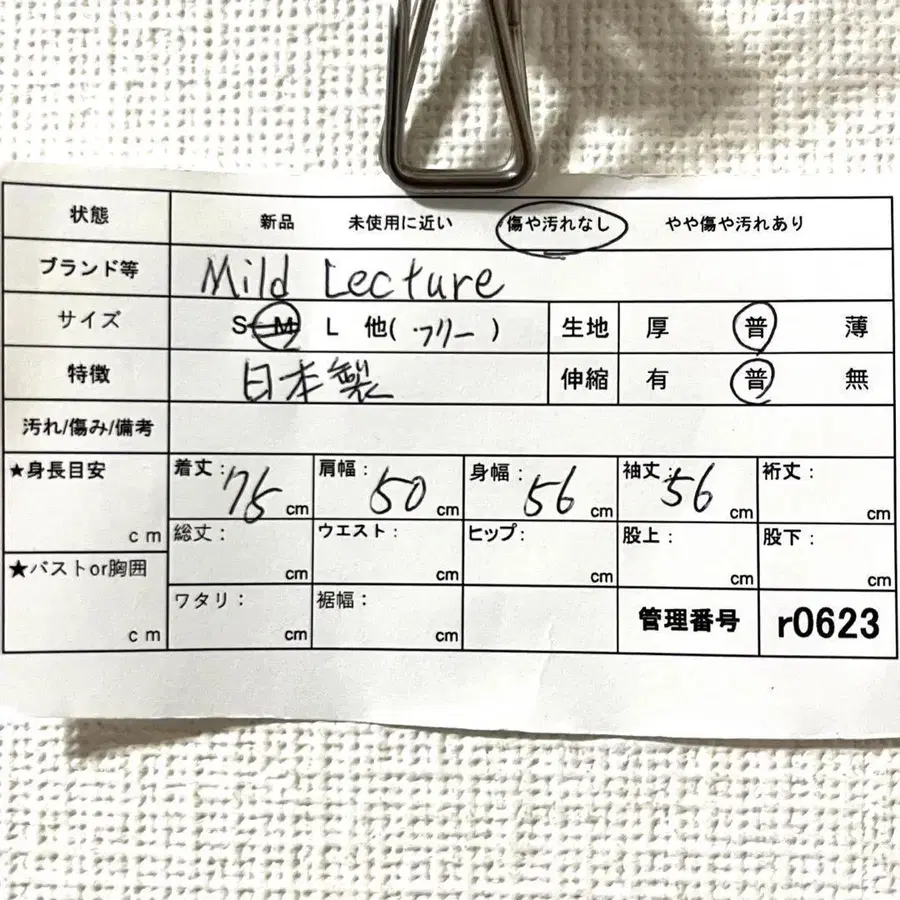 状態 新品 未使用に近い 傷や汚れなし やや傷や汚れあり
ブランド等 Mild Lecture
サイズ S M L 他( フリー ) 生地 厚 普 薄
特徴 日本製 伸縮 有 普 無
汚れ/傷み/備考
★身長目安 cm 着丈: 75 cm 肩幅: 50 cm 身幅: 56 cm 袖丈: 56 cm 裄丈: cm
総丈: cm ウエスト: cm ヒップ: cm 股上: cm 股下: cm
★バストor胸囲 cm ワタリ: cm 裾幅: cm 管理番号 r0623